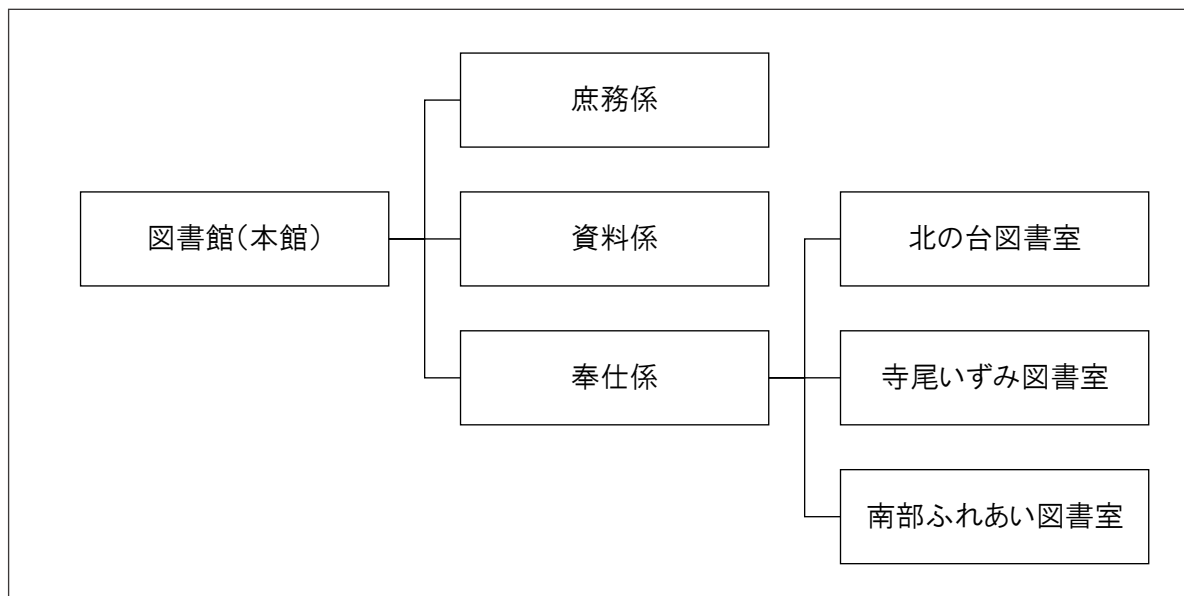 庶務係
図書館（本館）
資料係
北の台図書室
奉仕係
寺尾いずみ図書室
南部ふれあい図書室